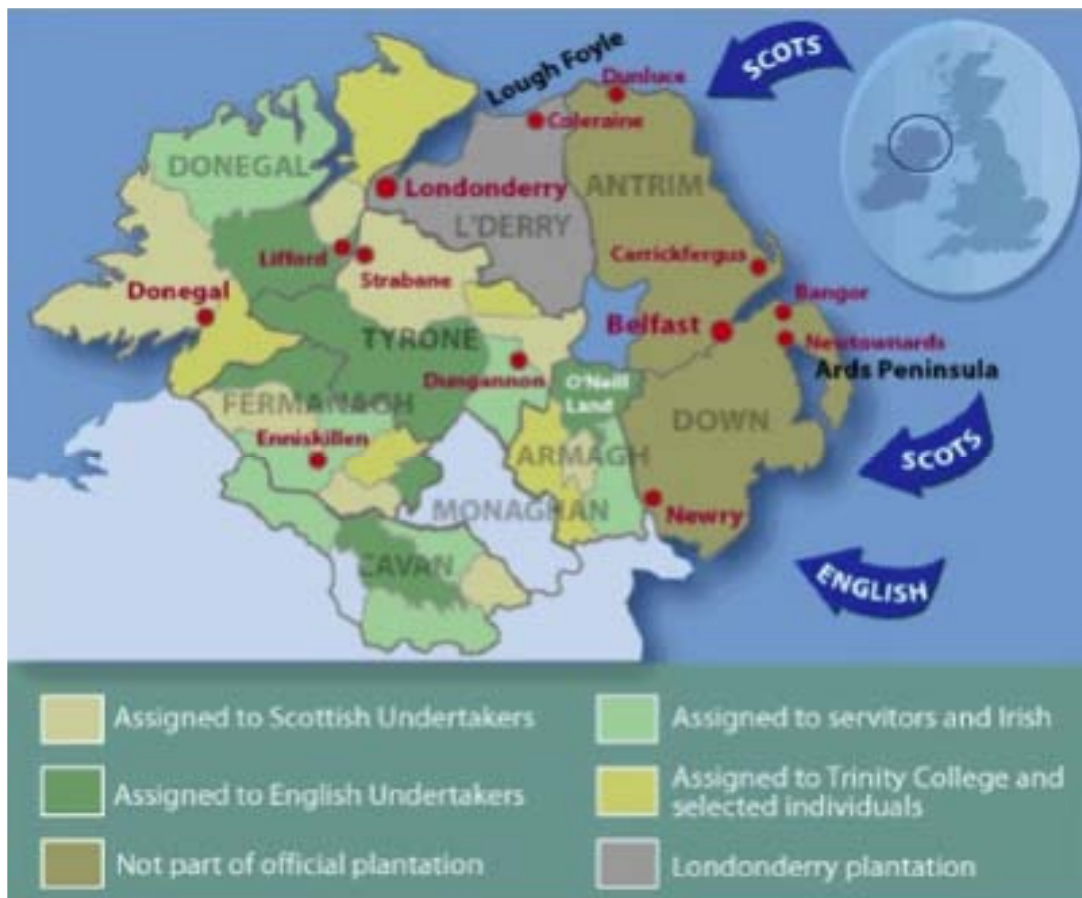 SCOTS
Lough Foyle
Dunluce
Coleraine
DONEGAL
Londonderry
ANTRIM
L'DERRY
Lifford
Strabane
Carrickfergus
Donegal
Bangor
Belfast
Newtownards
TYRONE
Ards Peninsula
Dungannon
O'Neill
Land
FERMANAGH
DOWN
Enniskillen
ARMAGH
SCOTS
MONAGHAN
Newry
CAVAN
ENGLISH
Assigned to Scottish Undertakers
Assigned to servitors and Irish
Assigned to English Undertakers
Assigned to Trinity College and
selected individuals
Not part of official plantation
Londonderry plantation